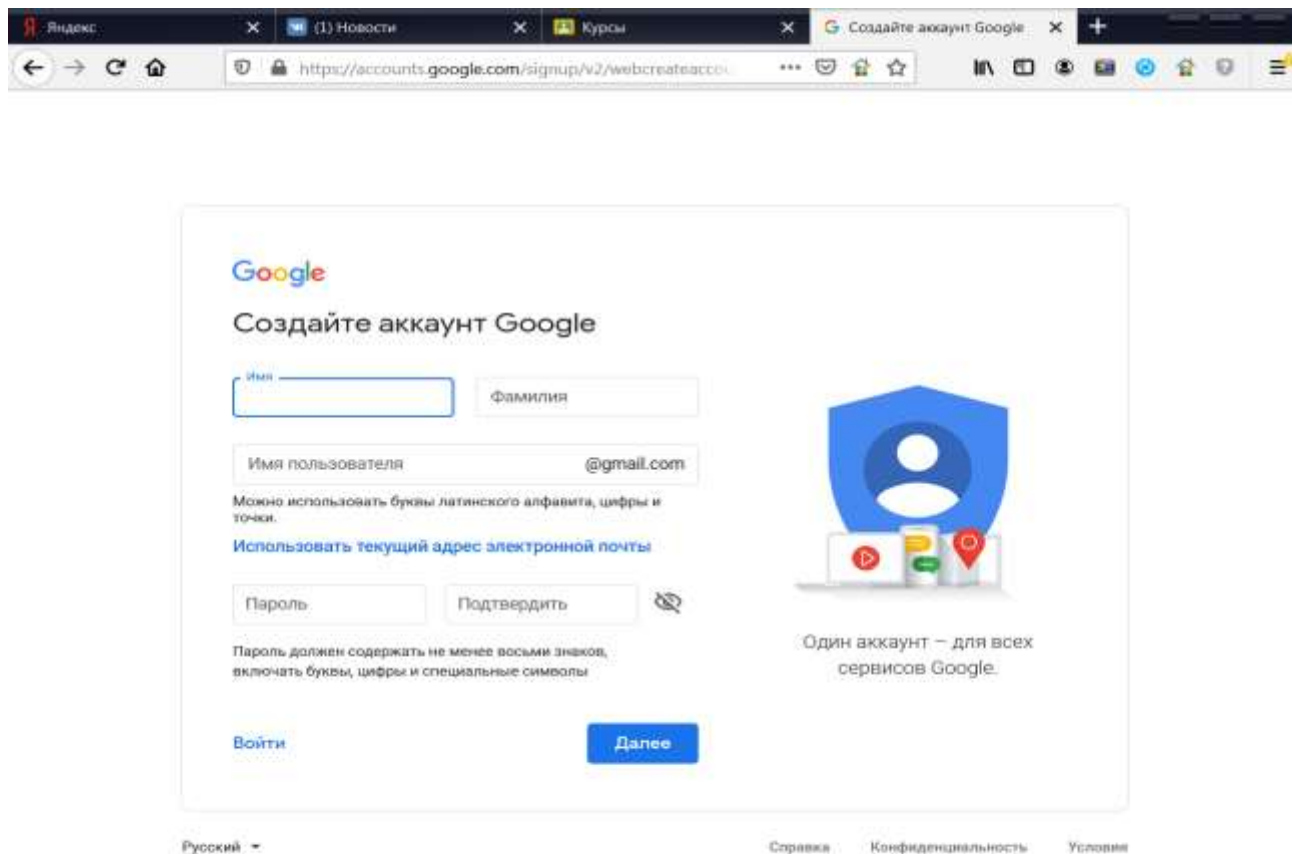 Яндекс
(1) Новости
Курсы
Создайте аккаунт Google
https://accounts.google.com/signup/v2/webcreateaccou
Google
Создайте аккаунт Google
Имя
Фамилия
Имя пользователя @gmail.com
Можно использовать буквы латинского алфавита, цифры и
точки.
Использовать текущий адрес электронной почты
Пароль
Подтвердить
Пароль должен содержать не менее восьми знаков,
включать буквы, цифры и специальные символы
Один аккаунт – для всех
сервисов Google.
Войти
Далее
Русский
Справка
Конфиденциальность
Условия